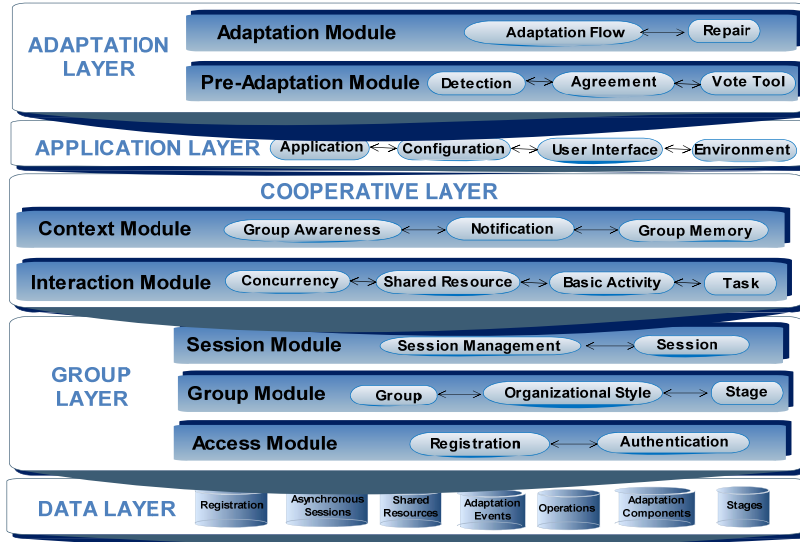 ADAPTATION
LAYER
Adaptation Module
Adaptation Flow
Repair
Pre-Adaptation Module
Detection
Agreement
Vote Tool
APPLICATION LAYER
Application
Configuration
User Interface
Environment
COOPERATIVE LAYER
Context Module
Group Awareness
Notification
Group Memory
Interaction Module
Concurrency
Shared Resource
Basic Activity
Task
GROUP
LAYER
Session Module
Session Management
Session
Group Module
Group
Organizational Style
Stage
Access Module
Registration
Authentication
DATA LAYER
Registration
Asynchronous
Sessions
Shared
Resources
Adaptation
Events
Operations
Adaptation
Components
Stages